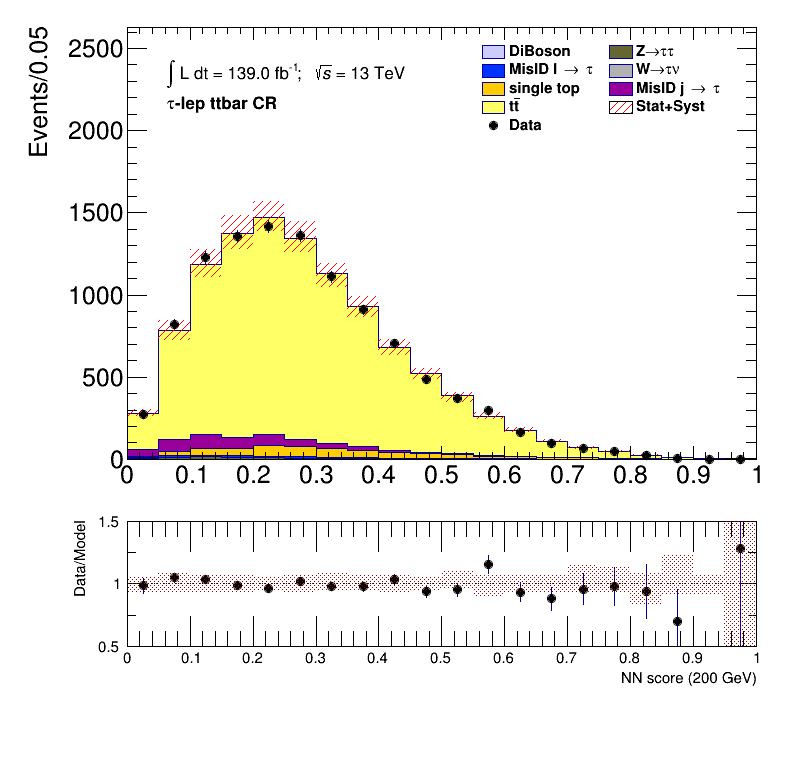 Events/0.05
2500
2000
1500
1000
500
0
∫ L dt = 139.0 fb⁻¹; √s = 13 TeV
τ-lep ttbar CR
DiBoson
MisID l → τ
single top
tt̄
Data
Z→ττ
W→τν
MisID j → τ
Stat+Syst
0 0.1 0.2 0.3 0.4 0.5 0.6 0.7 0.8 0.9 1
Data/Model
1.5
1
0.5
0 0.1 0.2 0.3 0.4 0.5 0.6 0.7 0.8 0.9 1
NN score (200 GeV)